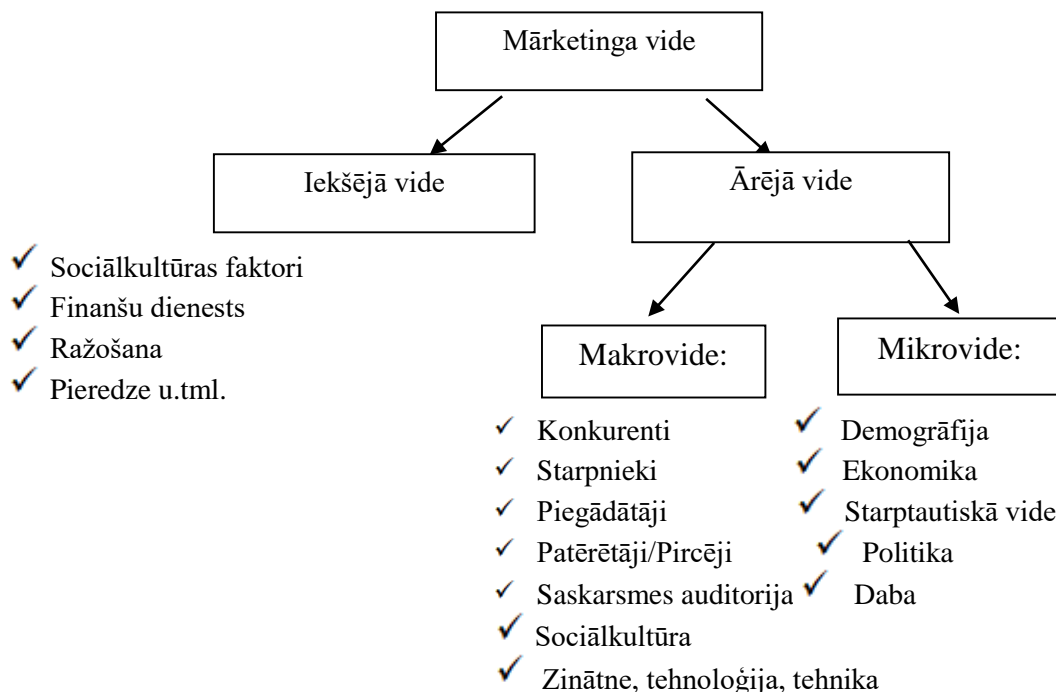 Mārketinga vide
Iekšējā vide
Ārējā vide
Sociālkultūras faktori
Finanšu dienests
Ražošana
Pieredze u.tml.
Makrovide:
Konkurenti
Starpnieki
Piegādātāji
Patērētāji/Pircēji
Saskarsmes auditorija
Sociālkultūra
Zinātne, tehnoloģija, tehnika
Mikrovide:
Demogrāfija
Ekonomika
Starptautiskā vide
Politika
Daba